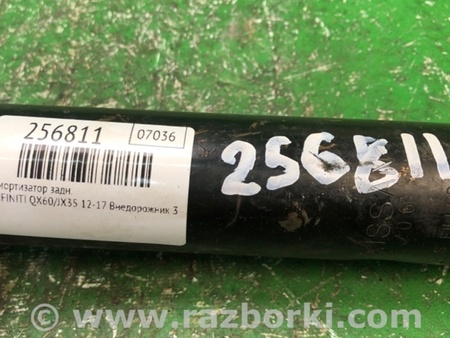 256811
07036
мортизатор задн.
FINITI QX60/JX35 12-17 Внедорожник 3
256811
www.razborki.com